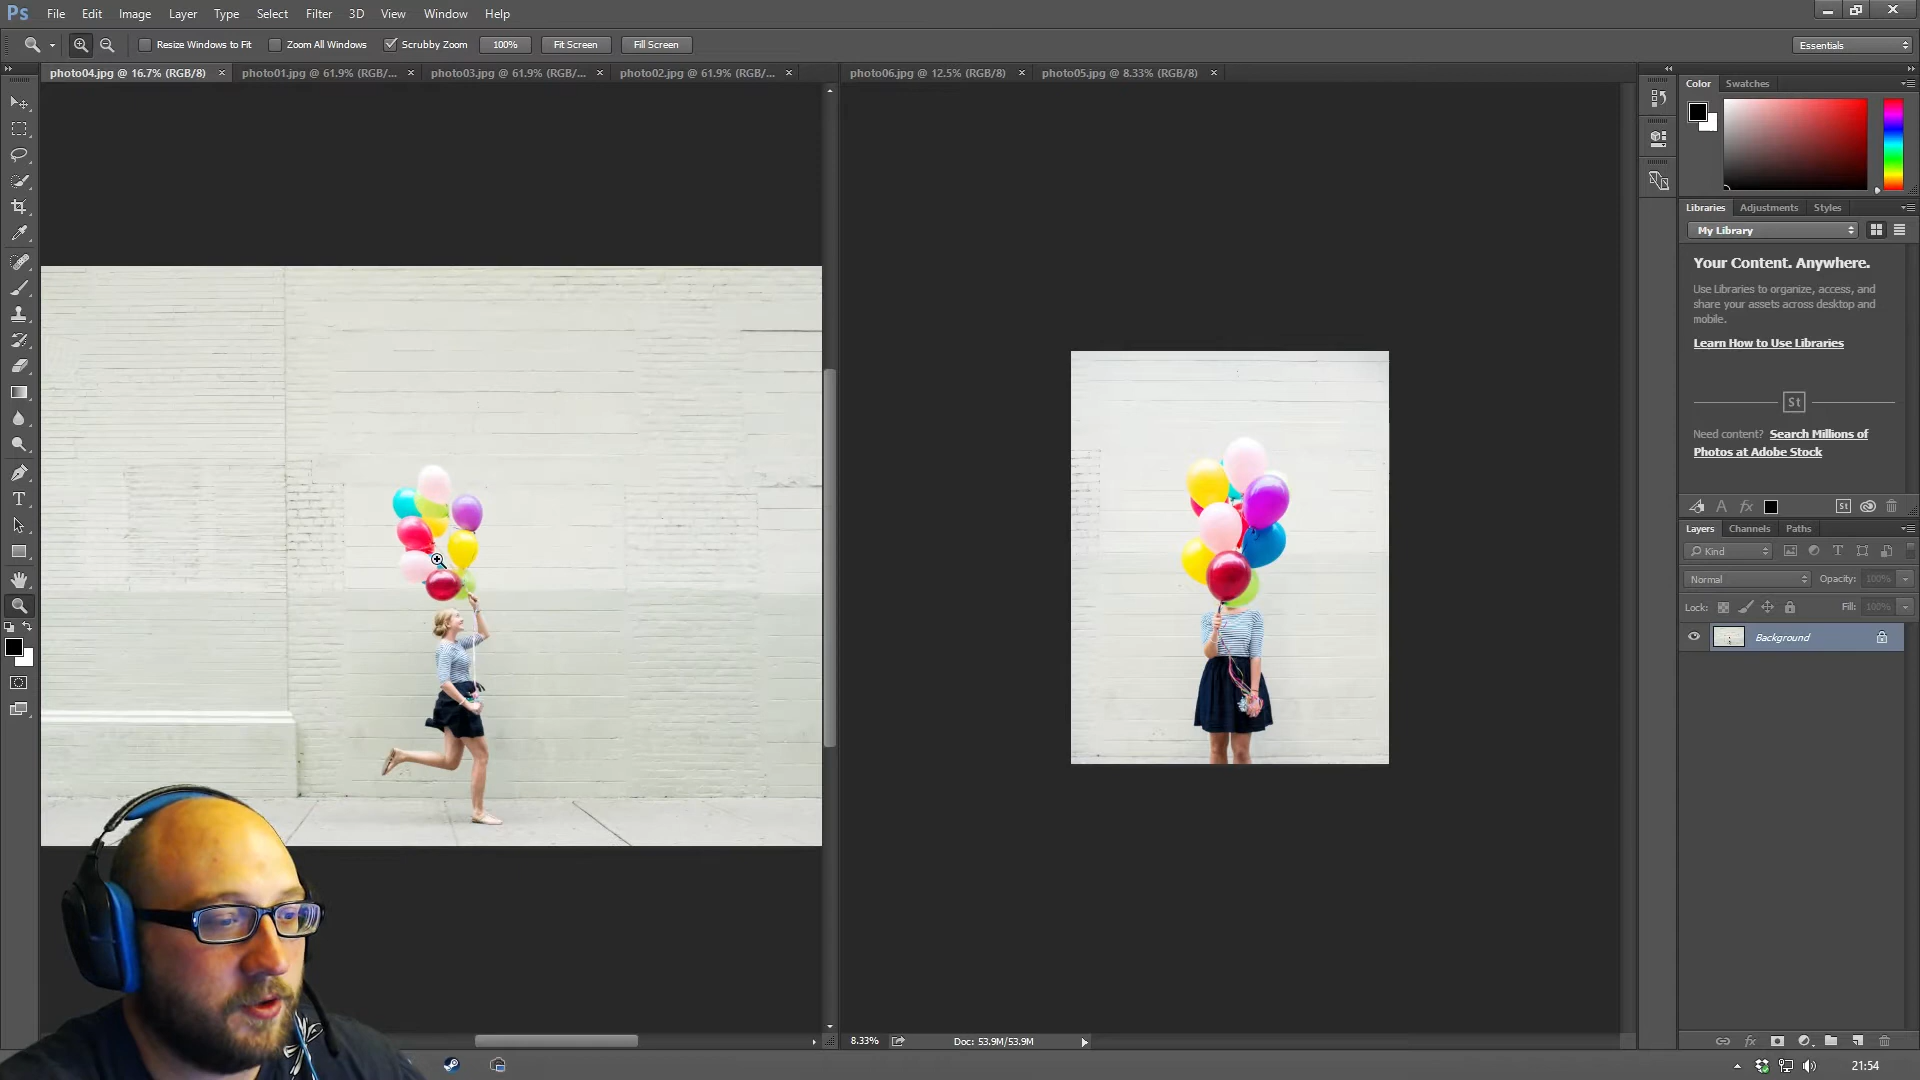 Ps File Edit Image Layer Type Select Filter 3D View Window Help
Resize Windows to Fit Zoom All Windows Scrubby Zoom 100% Fit Screen Fill Screen Essentials
photo04.jpg @ 16.7% (RGB/8) × photo01.jpg @ 61.9% (RGB/... × photo03.jpg @ 61.9% (RGB/... × photo02.jpg @ 61.9% (RGB/... × photo06.jpg @ 12.5% (RGB/8) × photo05.jpg @ 8.33% (RGB/8) ×
Color Swatches
Libraries Adjustments Styles
My Library
Your Content. Anywhere.
Use Libraries to organize, access, and
share your assets across desktop and
mobile.
Learn How to Use Libraries
St
Need content? Search Millions of
Photos at Adobe Stock
A fx St
Layers Channels Paths
Kind T
Normal Opacity: 100%
Lock: Fill: 100%
Background
8.33% Doc: 53.9M/53.9M
fx
21:54